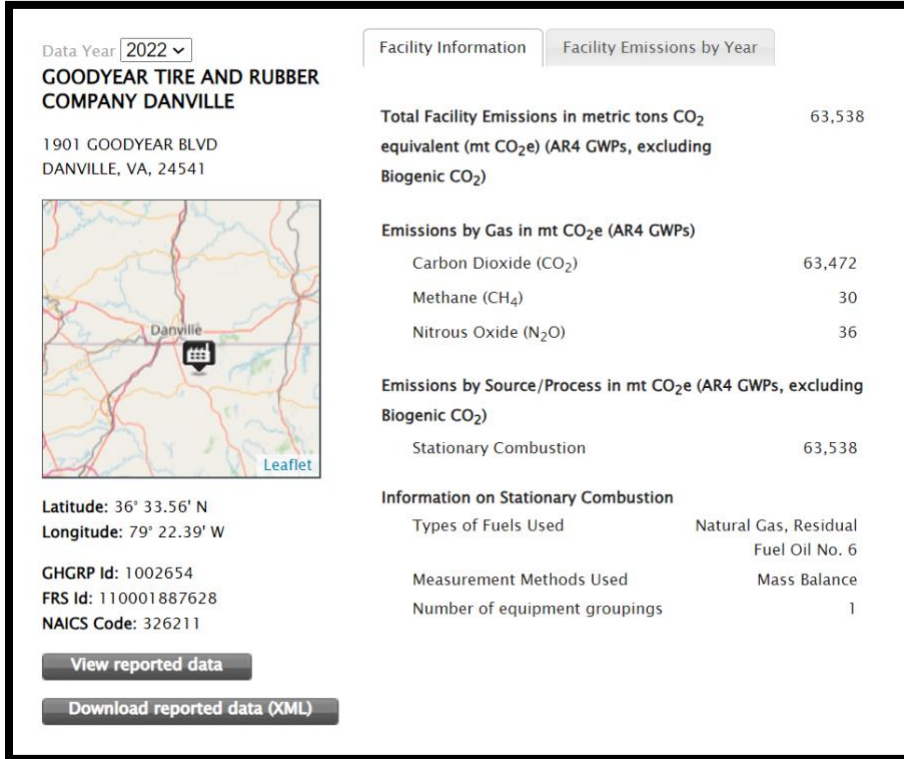 Data Year 2022
GOODYEAR TIRE AND RUBBER
COMPANY DANVILLE
1901 GOODYEAR BLVD
DANVILLE, VA, 24541
Danville
Leaflet
Latitude: 36° 33.56' N
Longitude: 79° 22.39' W
GHGRP Id: 1002654
FRS Id: 110001887628
NAICS Code: 326211
View reported data
Download reported data (XML)
Facility Information
Facility Emissions by Year
Total Facility Emissions in metric tons CO₂ 63,538
equivalent (mt CO₂e) (AR4 GWPs, excluding
Biogenic CO₂)
Emissions by Gas in mt CO₂e (AR4 GWPs)
Carbon Dioxide (CO₂) 63,472
Methane (CH₄) 30
Nitrous Oxide (N₂O) 36
Emissions by Source/Process in mt CO₂e (AR4 GWPs, excluding
Biogenic CO₂)
Stationary Combustion 63,538
Information on Stationary Combustion
Types of Fuels Used Natural Gas, Residual
Fuel Oil No. 6
Measurement Methods Used Mass Balance
Number of equipment groupings 1